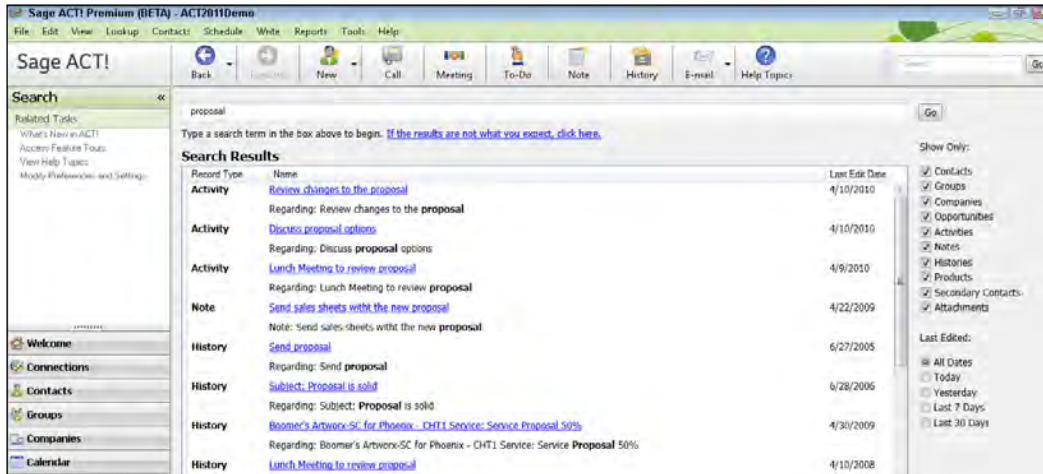 Sage ACT! Premium (BETA) - ACT2011Demo
File Edit View Lookup Contacts Schedule Write Reports Tools Help
Sage ACT!
Back New Call Meeting To-Do Note History E-mail Help Topics
Go
Search «
Related Tasks
What's New in ACT!
Access Feature Tours
View Help Topics
Modify Preferences and Settings
Welcome
Connections
Contacts
Groups
Companies
Calendar
proposal
Go
Type a search term in the box above to begin. If the results are not what you expect, click here.
Search Results
Record Type Name Last Edit Date
Activity Review changes to the proposal 4/10/2010
Regarding: Review changes to the proposal
Activity Discuss proposal options 4/10/2010
Regarding: Discuss proposal options
Activity Lunch Meeting to review proposal 4/9/2010
Regarding: Lunch Meeting to review proposal
Note Send sales sheets witht the new proposal 4/22/2009
Note: Send sales sheets witht the new proposal
History Send proposal 6/27/2005
Regarding: Send proposal
History Subject: Proposal is solid 6/28/2006
Regarding: Subject: Proposal is solid
History Boomer's Artworx-SC for Phoenix - CHT1 Service: Service Proposal 50% 4/30/2009
Regarding: Boomer's Artworx-SC for Phoenix - CHT1 Service: Service Proposal 50%
History Lunch Meeting to review proposal 4/10/2008
Show Only:
Contacts
Groups
Companies
Opportunities
Activities
Notes
Histories
Products
Secondary Contacts
Attachments
Last Edited:
All Dates
Today
Yesterday
Last 7 Days
Last 30 Days